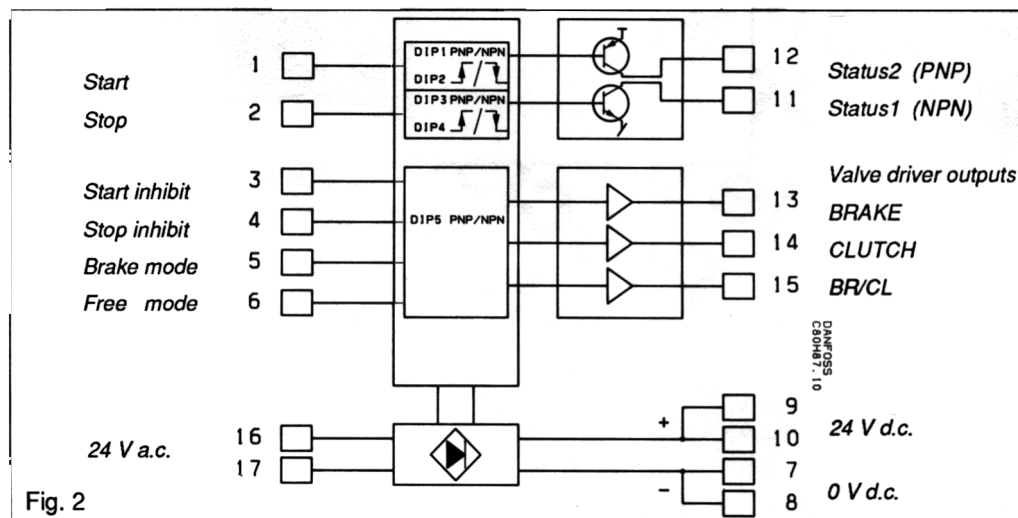 Start 1
Stop 2
DIP1 PNP/NPN
DIP2
DIP3 PNP/NPN
DIP4
12 Status2 (PNP)
11 Status1 (NPN)
Start inhibit 3
Stop inhibit 4
Brake mode 5
Free mode 6
DIP5 PNP/NPN
Valve driver outputs
13 BRAKE
14 CLUTCH
15 BR/CL
DANFOSS
C80H87.10
24 V a.c. 16
17
+
9
10
24 V d.c.
7
−
8
0 V d.c.
Fig. 2